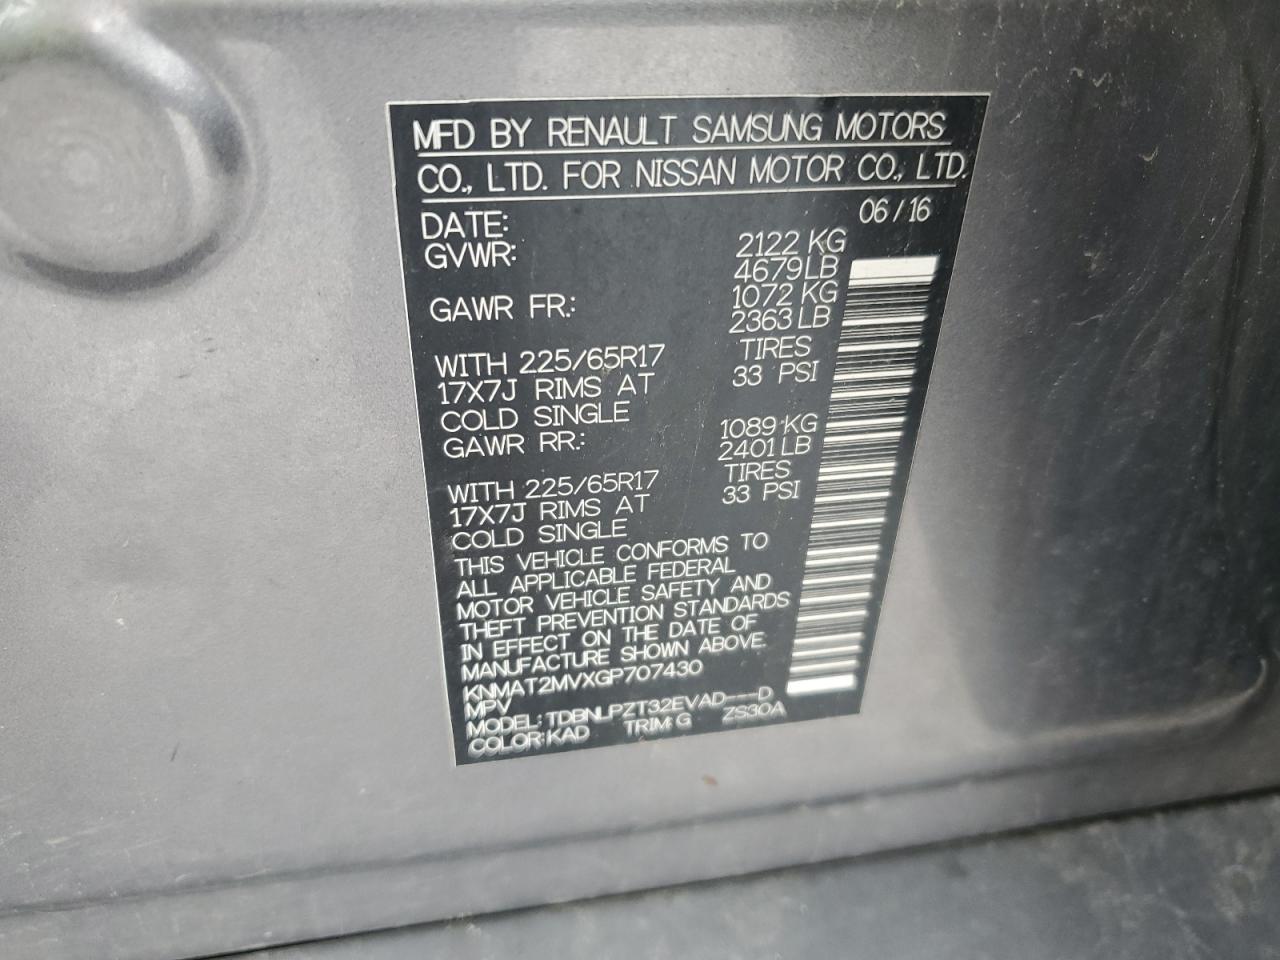 MFD BY RENAULT SAMSUNG MOTORS
CO., LTD. FOR NISSAN MOTOR CO., LTD.
DATE: 06/16
GVWR: 2122 KG
4679 LB
GAWR FR.: 1072 KG
2363 LB
WITH 225/65R17 TIRES
17X7J RIMS AT 33 PSI
COLD SINGLE
GAWR RR.: 1089 KG
2401 LB
WITH 225/65R17 TIRES
17X7J RIMS AT 33 PSI
COLD SINGLE
THIS VEHICLE CONFORMS TO
ALL APPLICABLE FEDERAL
MOTOR VEHICLE SAFETY AND
THEFT PREVENTION STANDARDS
IN EFFECT ON THE DATE OF
MANUFACTURE SHOWN ABOVE.
KNMAT2MVXGP707430
MPV
MODEL: TDBNLPZT32EVAD---D
COLOR: KAD TRIM: G ZS30A